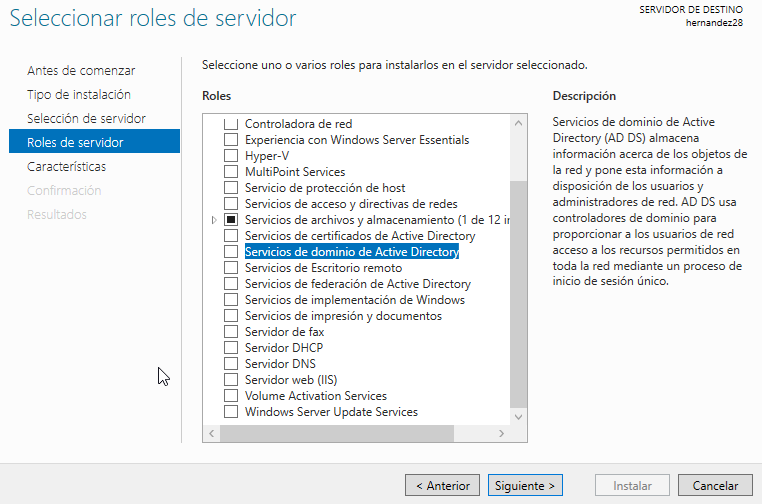 Seleccionar roles de servidor
SERVIDOR DE DESTINO
hernandez28
Antes de comenzar
Tipo de instalación
Selección de servidor
Roles de servidor
Características
Confirmación
Resultados
Seleccione uno o varios roles para instalarlos en el servidor seleccionado.
Roles
Controladora de red
Experiencia con Windows Server Essentials
Hyper-V
MultiPoint Services
Servicio de protección de host
Servicios de acceso y directivas de redes
Servicios de archivos y almacenamiento (1 de 12 in
Servicios de certificados de Active Directory
Servicios de dominio de Active Directory
Servicios de Escritorio remoto
Servicios de federación de Active Directory
Servicios de implementación de Windows
Servicios de impresión y documentos
Servidor de fax
Servidor DHCP
Servidor DNS
Servidor web (IIS)
Volume Activation Services
Windows Server Update Services
Descripción
Servicios de dominio de Active
Directory (AD DS) almacena
información acerca de los objetos de
la red y pone esta información a
disposición de los usuarios y
administradores de red. AD DS usa
controladores de dominio para
proporcionar a los usuarios de red
acceso a los recursos permitidos en
toda la red mediante un proceso de
inicio de sesión único.
< Anterior
Siguiente >
Instalar
Cancelar